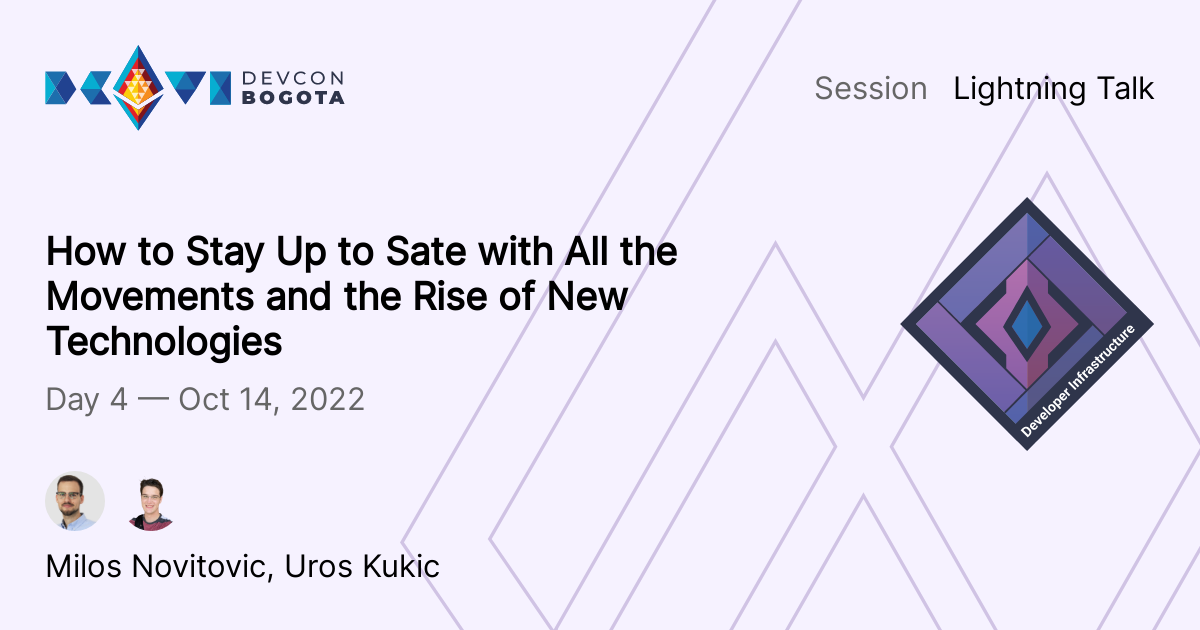 DEVCON
BOGOTA
Session Lightning Talk
How to Stay Up to Sate with All the
Movements and the Rise of New
Technologies
Day 4 — Oct 14, 2022
Developer Infrastructure
Milos Novitovic, Uros Kukic